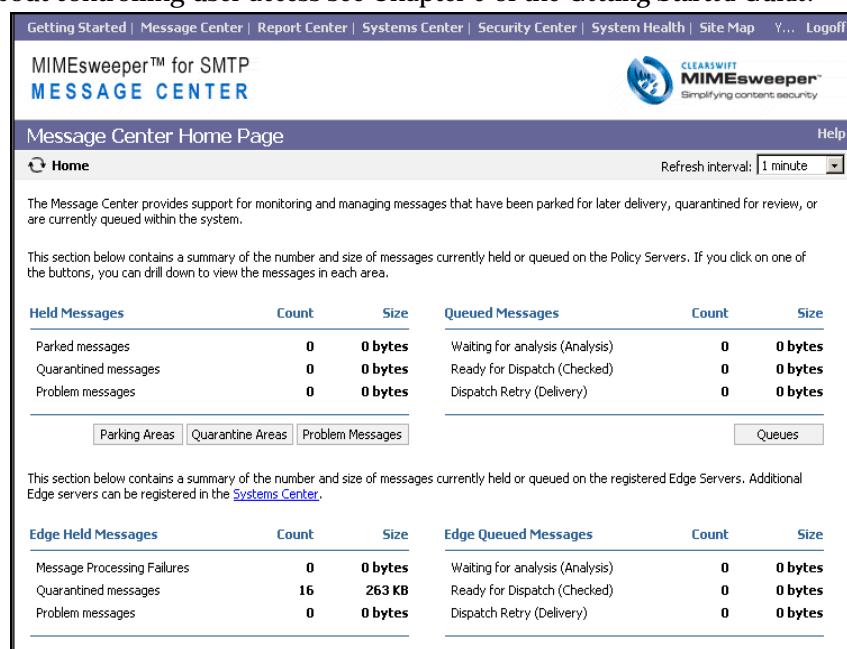 about controlling user access see Chapter 6 of the Getting Started Guide.
Getting Started | Message Center | Report Center | Systems Center | Security Center | System Health | Site Map Y... Logoff
MIMEsweeper™ for SMTP
MESSAGE CENTER
CLEARSWIFT
MIMEsweeper™
Simplifying content security
Message Center Home Page Help
Home Refresh interval: 1 minute
The Message Center provides support for monitoring and managing messages that have been parked for later delivery, quarantined for review, or
are currently queued within the system.
This section below contains a summary of the number and size of messages currently held or queued on the Policy Servers. If you click on one of
the buttons, you can drill down to view the messages in each area.
Held Messages Count Size Queued Messages Count Size
Parked messages 0 0 bytes Waiting for analysis (Analysis) 0 0 bytes
Quarantined messages 0 0 bytes Ready for Dispatch (Checked) 0 0 bytes
Problem messages 0 0 bytes Dispatch Retry (Delivery) 0 0 bytes
Parking Areas Quarantine Areas Problem Messages Queues
This section below contains a summary of the number and size of messages currently held or queued on the registered Edge Servers. Additional
Edge servers can be registered in the Systems Center.
Edge Held Messages Count Size Edge Queued Messages Count Size
Message Processing Failures 0 0 bytes Waiting for analysis (Analysis) 0 0 bytes
Quarantined messages 16 263 KB Ready for Dispatch (Checked) 0 0 bytes
Problem messages 0 0 bytes Dispatch Retry (Delivery) 0 0 bytes